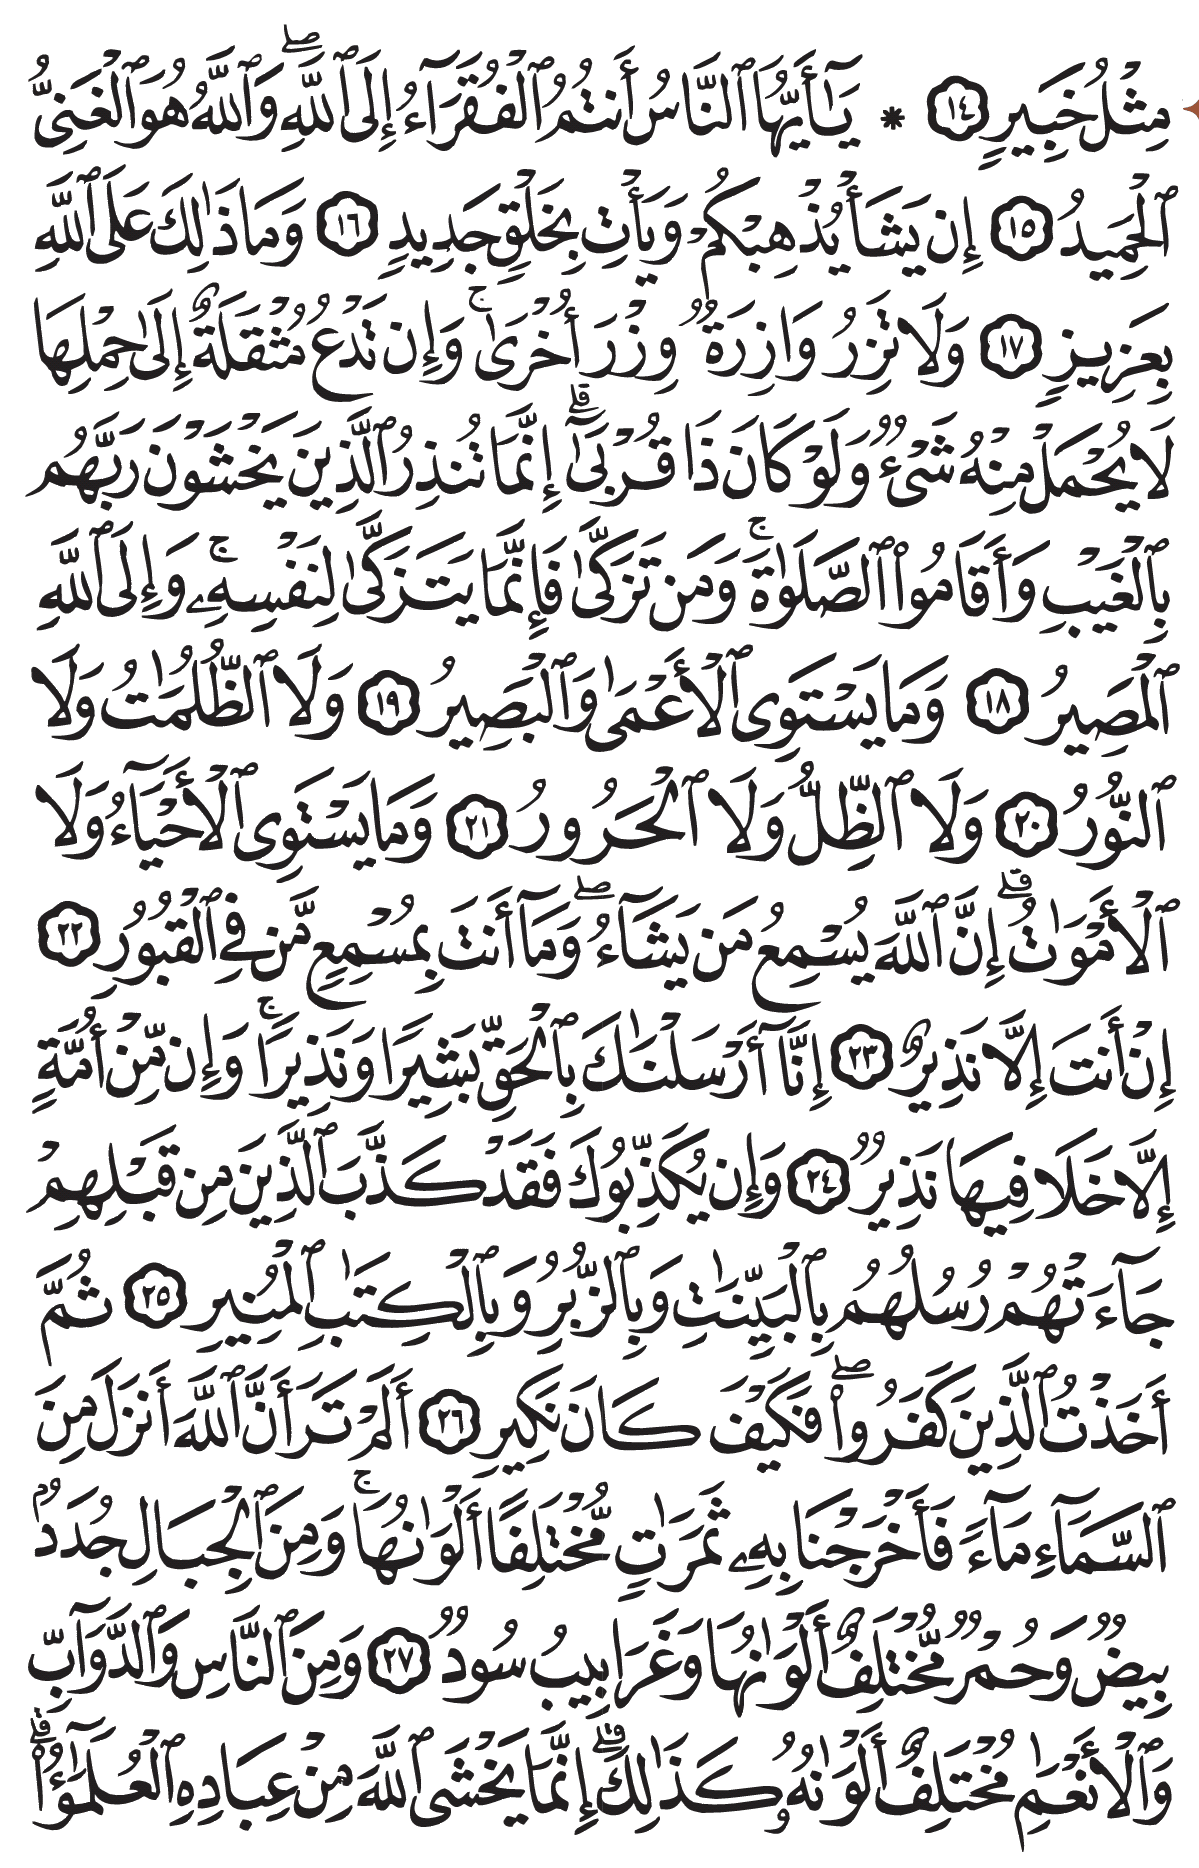 مِثْلُ خَبِيرٍ ١٤ * يَـٰٓأَيُّهَا ٱلنَّاسُ أَنتُمُ ٱلْفُقَرَآءُ إِلَى ٱللَّهِۖ وَٱللَّهُ هُوَ ٱلْغَنِىُّ
ٱلْحَمِيدُ ١٥ إِن يَشَأْ يُذْهِبْكُمْ وَيَأْتِ بِخَلْقٍ جَدِيدٍ ١٦ وَمَا ذَٰلِكَ عَلَى ٱللَّهِ
بِعَزِيزٍ ١٧ وَلَا تَزِرُ وَازِرَةٌ وِزْرَ أُخْرَىٰۚ وَإِن تَدْعُ مُثْقَلَةٌ إِلَىٰ حِمْلِهَا
لَا يُحْمَلْ مِنْهُ شَىْءٌ وَلَوْ كَانَ ذَا قُرْبَىٰٓۗ إِنَّمَا تُنذِرُ ٱلَّذِينَ يَخْشَوْنَ رَبَّهُم
بِٱلْغَيْبِ وَأَقَامُوا۟ ٱلصَّلَوٰةَۚ وَمَن تَزَكَّىٰ فَإِنَّمَا يَتَزَكَّىٰ لِنَفْسِهِۦۚ وَإِلَى ٱللَّهِ
ٱلْمَصِيرُ ١٨ وَمَا يَسْتَوِى ٱلْأَعْمَىٰ وَٱلْبَصِيرُ ١٩ وَلَا ٱلظُّلُمَـٰتُ وَلَا
ٱلنُّورُ ٢٠ وَلَا ٱلظِّلُّ وَلَا ٱلْحَرُورُ ٢١ وَمَا يَسْتَوِى ٱلْأَحْيَآءُ وَلَا
ٱلْأَمْوَٰتُۚ إِنَّ ٱللَّهَ يُسْمِعُ مَن يَشَآءُۖ وَمَآ أَنتَ بِمُسْمِعٍ مَّن فِى ٱلْقُبُورِ ٢٢
إِنْ أَنتَ إِلَّا نَذِيرٌ ٢٣ إِنَّآ أَرْسَلْنَـٰكَ بِٱلْحَقِّ بَشِيرًا وَنَذِيرًاۚ وَإِن مِّنْ أُمَّةٍ
إِلَّا خَلَا فِيهَا نَذِيرٌ ٢٤ وَإِن يُكَذِّبُوكَ فَقَدْ كَذَّبَ ٱلَّذِينَ مِن قَبْلِهِمْ
جَآءَتْهُمْ رُسُلُهُم بِٱلْبَيِّنَـٰتِ وَبِٱلزُّبُرِ وَبِٱلْكِتَـٰبِ ٱلْمُنِيرِ ٢٥ ثُمَّ
أَخَذْتُ ٱلَّذِينَ كَفَرُوا۟ۖ فَكَيْفَ كَانَ نَكِيرِ ٢٦ أَلَمْ تَرَ أَنَّ ٱللَّهَ أَنزَلَ مِنَ
ٱلسَّمَآءِ مَآءً فَأَخْرَجْنَا بِهِۦ ثَمَرَٰتٍ مُّخْتَلِفًا أَلْوَٰنُهَاۚ وَمِنَ ٱلْجِبَالِ جُدَدٌۢ
بِيضٌ وَحُمْرٌ مُّخْتَلِفٌ أَلْوَٰنُهَا وَغَرَابِيبُ سُودٌ ٢٧ وَمِنَ ٱلنَّاسِ وَٱلدَّوَآبِّ
وَٱلْأَنْعَـٰمِ مُخْتَلِفٌ أَلْوَٰنُهُۥ كَذَٰلِكَۗ إِنَّمَا يَخْشَى ٱللَّهَ مِنْ عِبَادِهِ ٱلْعُلَمَـٰٓؤُا۟ۗ